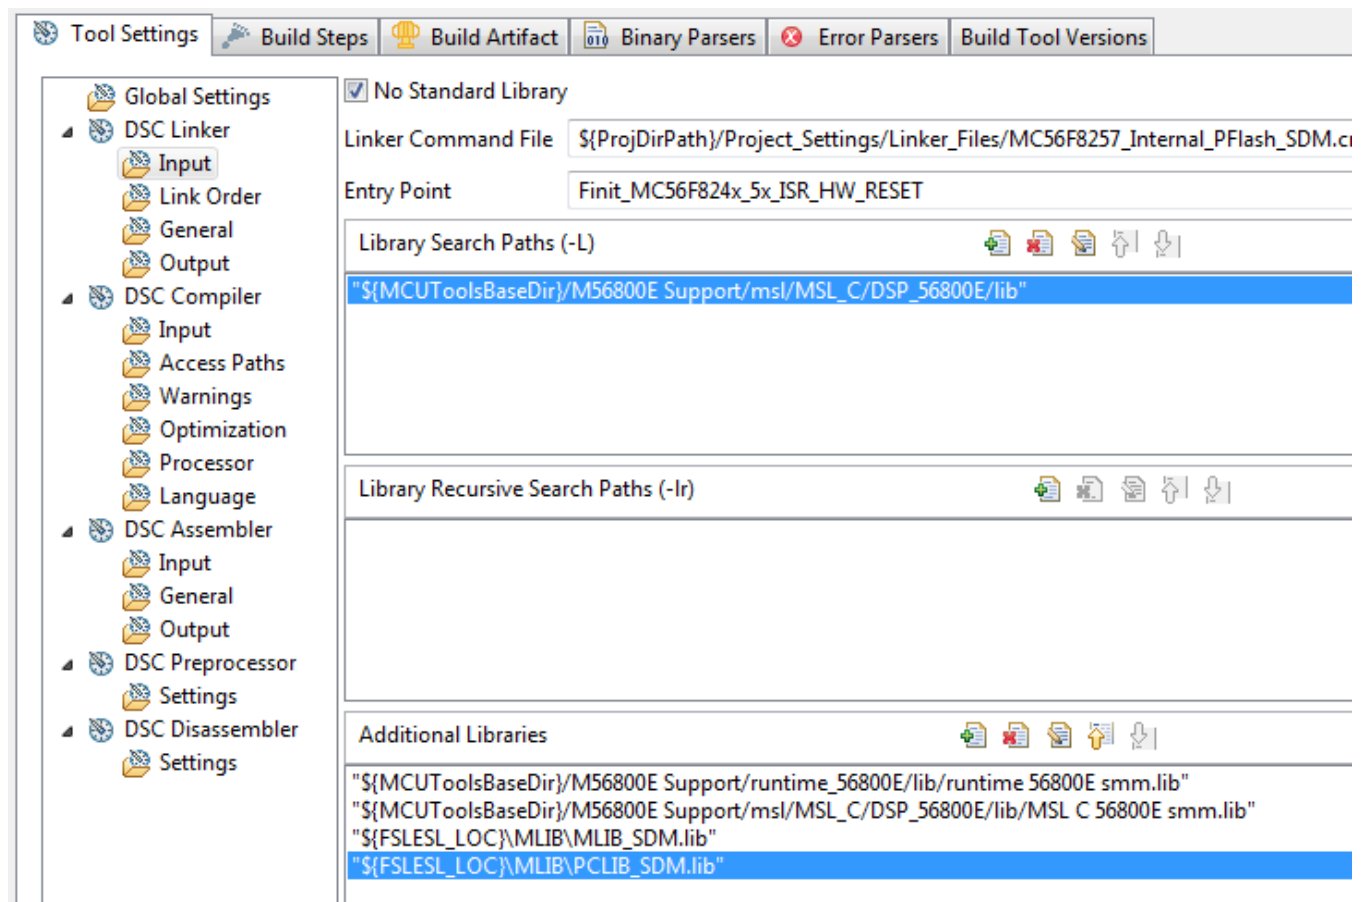 Tool Settings Build Steps Build Artifact Binary Parsers Error Parsers Build Tool Versions
Global Settings
DSC Linker
Input
Link Order
General
Output
DSC Compiler
Input
Access Paths
Warnings
Optimization
Processor
Language
DSC Assembler
Input
General
Output
DSC Preprocessor
Settings
DSC Disassembler
Settings
No Standard Library
Linker Command File ${ProjDirPath}/Project_Settings/Linker_Files/MC56F8257_Internal_PFlash_SDM.c
Entry Point Finit_MC56F824x_5x_ISR_HW_RESET
Library Search Paths (-L)
"${MCUToolsBaseDir}/M56800E Support/msl/MSL_C/DSP_56800E/lib"
Library Recursive Search Paths (-lr)
Additional Libraries
"${MCUToolsBaseDir}/M56800E Support/runtime_56800E/lib/runtime 56800E smm.lib"
"${MCUToolsBaseDir}/M56800E Support/msl/MSL_C/DSP_56800E/lib/MSL C 56800E smm.lib"
"${FSLESL_LOC}\MLIB\MLIB_SDM.lib"
"${FSLESL_LOC}\MLIB\PCLIB_SDM.lib"